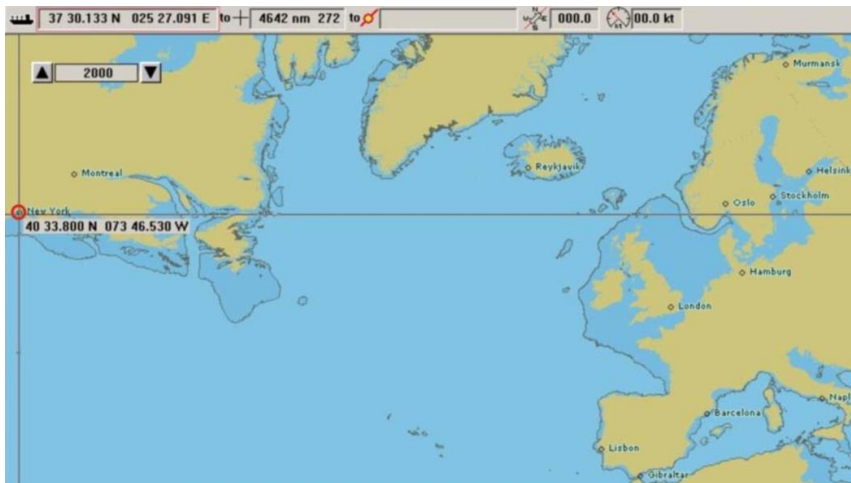 37 30.133 N 025 27.091 E to 4642 nm 272 to 000.0 00.0 kt
2000
Murmansk
Reykjavik
Montreal
Helsink
Stockholm
Oslo
New York
40 33.800 N 073 46.530 W
Hamburg
London
Napl
Barcelona
Lisbon
Gibraltar